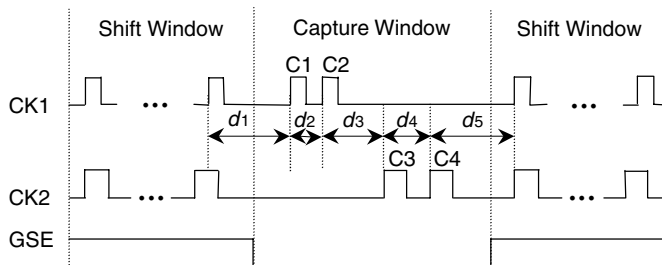 Shift Window Capture Window Shift Window
C1 C2
CK1 ... ...
d1 d2 d3 d4 d5
C3 C4
CK2 ... ...
GSE